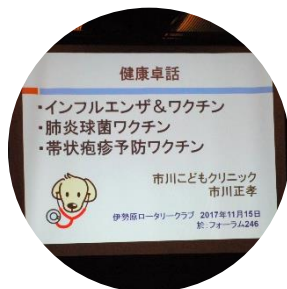 健康卓話
・インフルエンザ＆ワクチン
・肺炎球菌ワクチン
・帯状疱疹予防ワクチン
市川こどもクリニック
市川正孝
伊勢原ロータリークラブ 2017年11月15日
於.フォーラム246